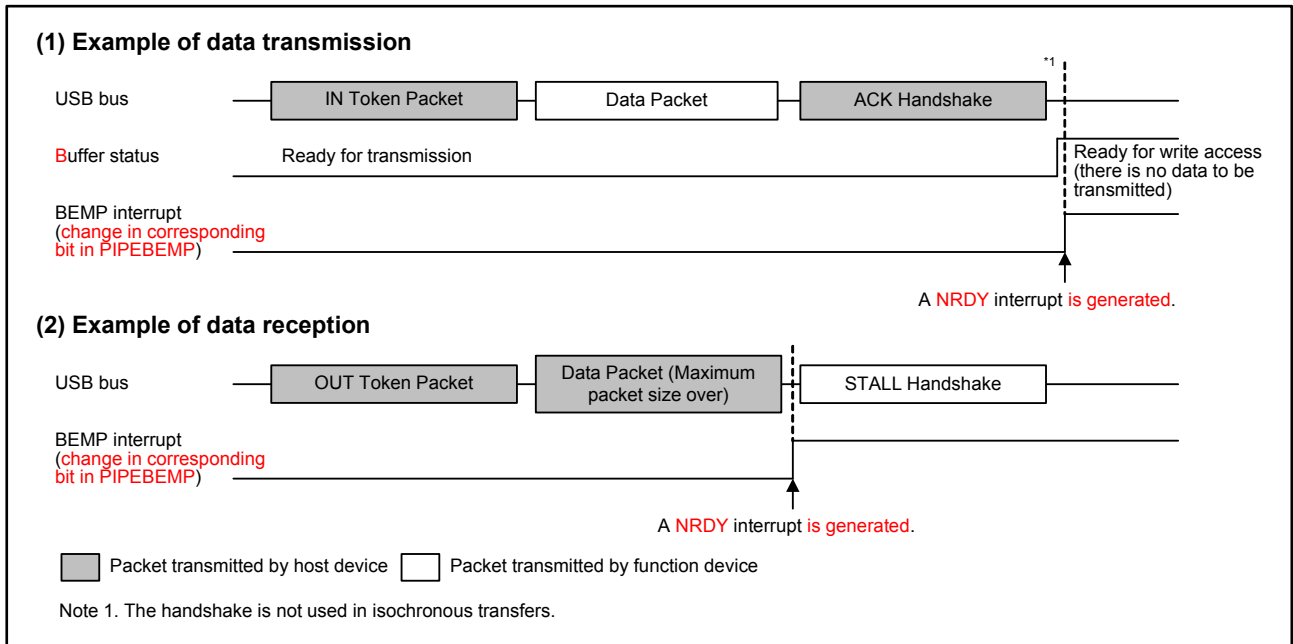 (1) Example of data transmission
*1
USB bus
IN Token Packet
Data Packet
ACK Handshake
Buffer status
Ready for transmission
Ready for write access
(there is no data to be
transmitted)
BEMP interrupt
(change in corresponding
bit in PIPEBEMP)
A NRDY interrupt is generated.
(2) Example of data reception
USB bus
OUT Token Packet
Data Packet (Maximum
packet size over)
STALL Handshake
BEMP interrupt
(change in corresponding
bit in PIPEBEMP)
A NRDY interrupt is generated.
Packet transmitted by host device
Packet transmitted by function device
Note 1. The handshake is not used in isochronous transfers.